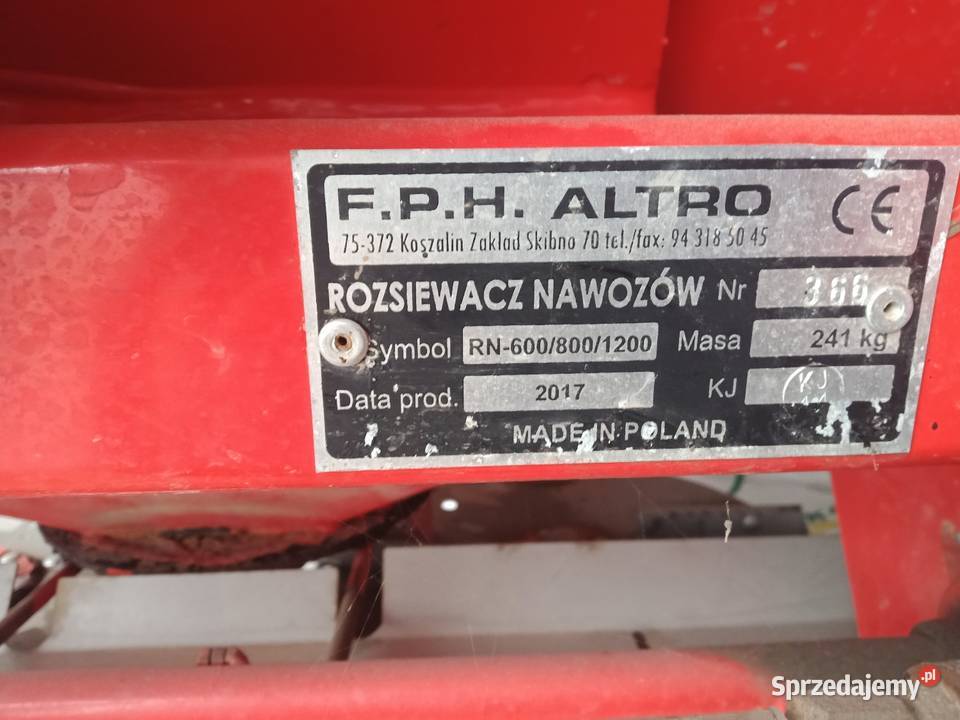 F.P.H. ALTRO CE
75-372 Koszalin Zakład Skibno 70 tel./fax: 94 318 50 45
ROZSIEWACZ NAWOZÓW Nr 366
Symbol RN-600/800/1200 Masa 241 kg
Data prod. 2017 KJ KJ
MADE IN POLAND
Sprzedajemy.pl